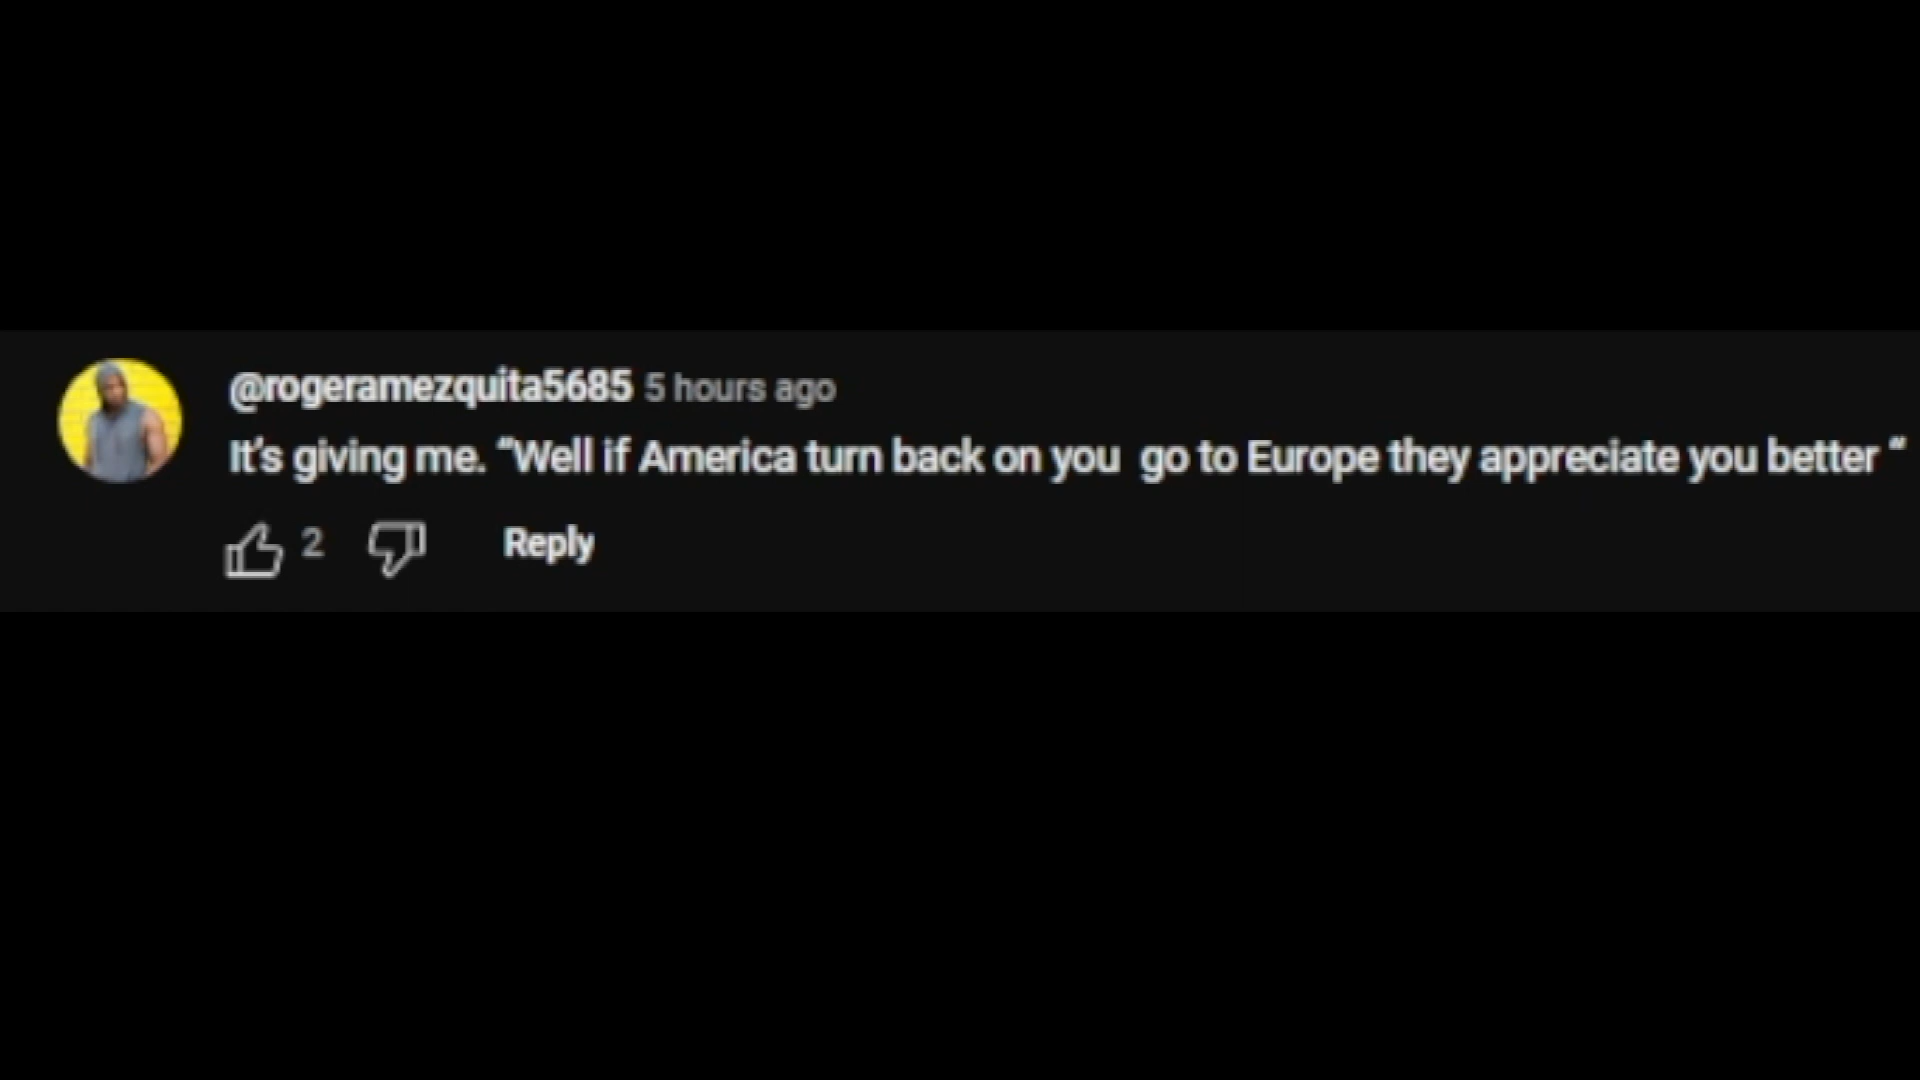 @rogeramezquita5685 5 hours ago
It's giving me. “Well if America turn back on you  go to Europe they appreciate you better “
2 Reply